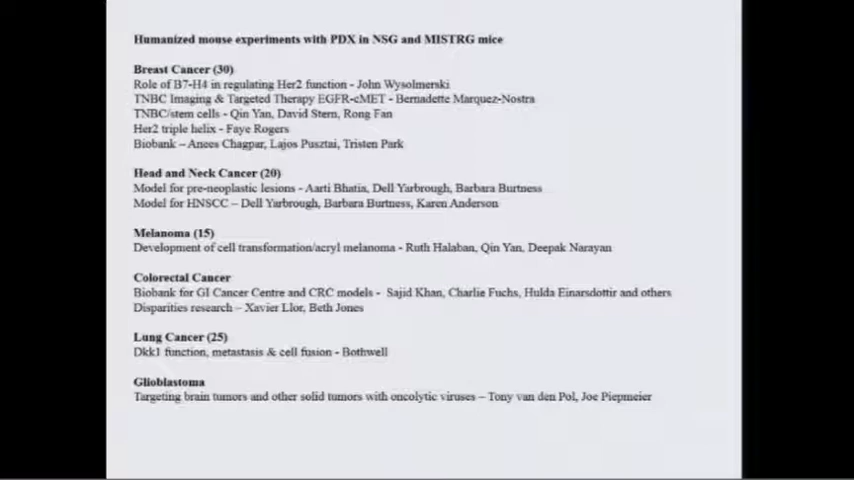 Humanized mouse experiments with PDX in NSG and MISTRG mice
Breast Cancer (30)
Role of B7-H4 in regulating Her2 function - John Wysolmerski
TNBC Imaging & Targeted Therapy EGFR-cMET - Bernadette Marquez-Nostra
TNBC/stem cells - Qin Yan, David Stern, Rong Fan
Her2 triple helix - Faye Rogers
Biobank – Anees Chagpar, Lajos Pusztai, Tristen Park
Head and Neck Cancer (20)
Model for pre-neoplastic lesions - Aarti Bhatia, Dell Yarbrough, Barbara Burtness
Model for HNSCC – Dell Yarbrough, Barbara Burtness, Karen Anderson
Melanoma (15)
Development of cell transformation/acryl melanoma - Ruth Halaban, Qin Yan, Deepak Narayan
Colorectal Cancer
Biobank for GI Cancer Centre and CRC models - Sajid Khan, Charlie Fuchs, Hulda Einarsdottir and others
Disparities research – Xavier Llor, Beth Jones
Lung Cancer (25)
Dkk1 function, metastasis & cell fusion - Bothwell
Glioblastoma
Targeting brain tumors and other solid tumors with oncolytic viruses – Tony van den Pol, Joe Piepmeier